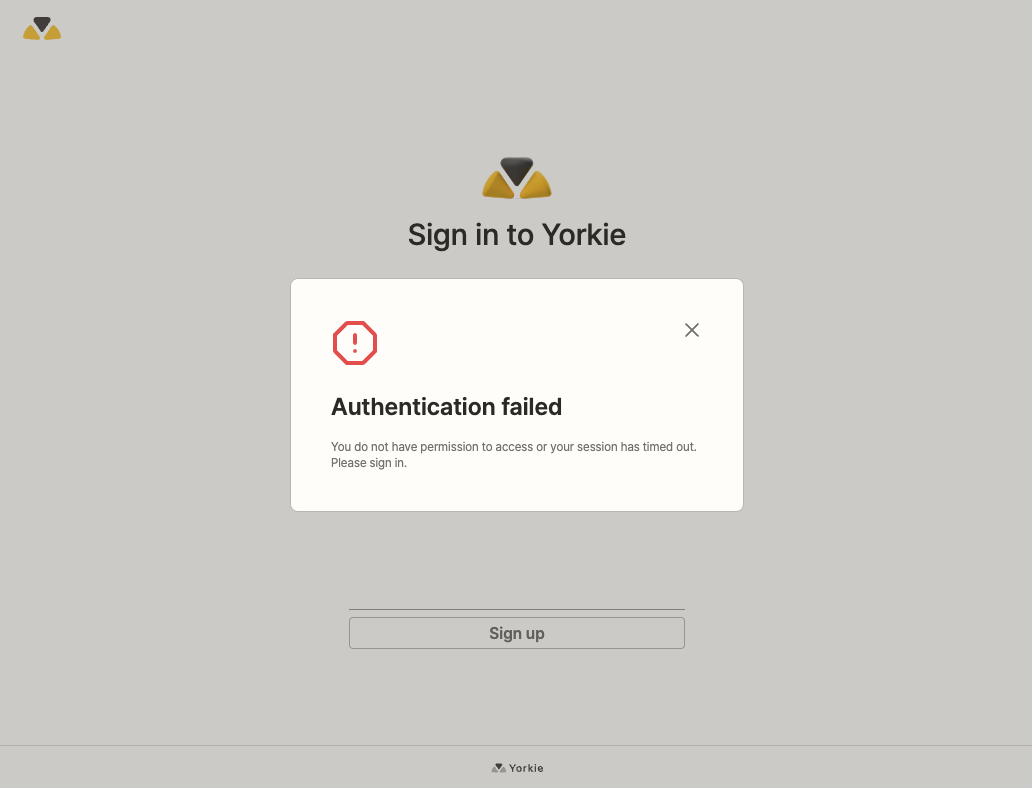 Sign in to Yorkie
Authentication failed
You do not have permission to access or your session has timed out.
Please sign in.
Sign up
Yorkie